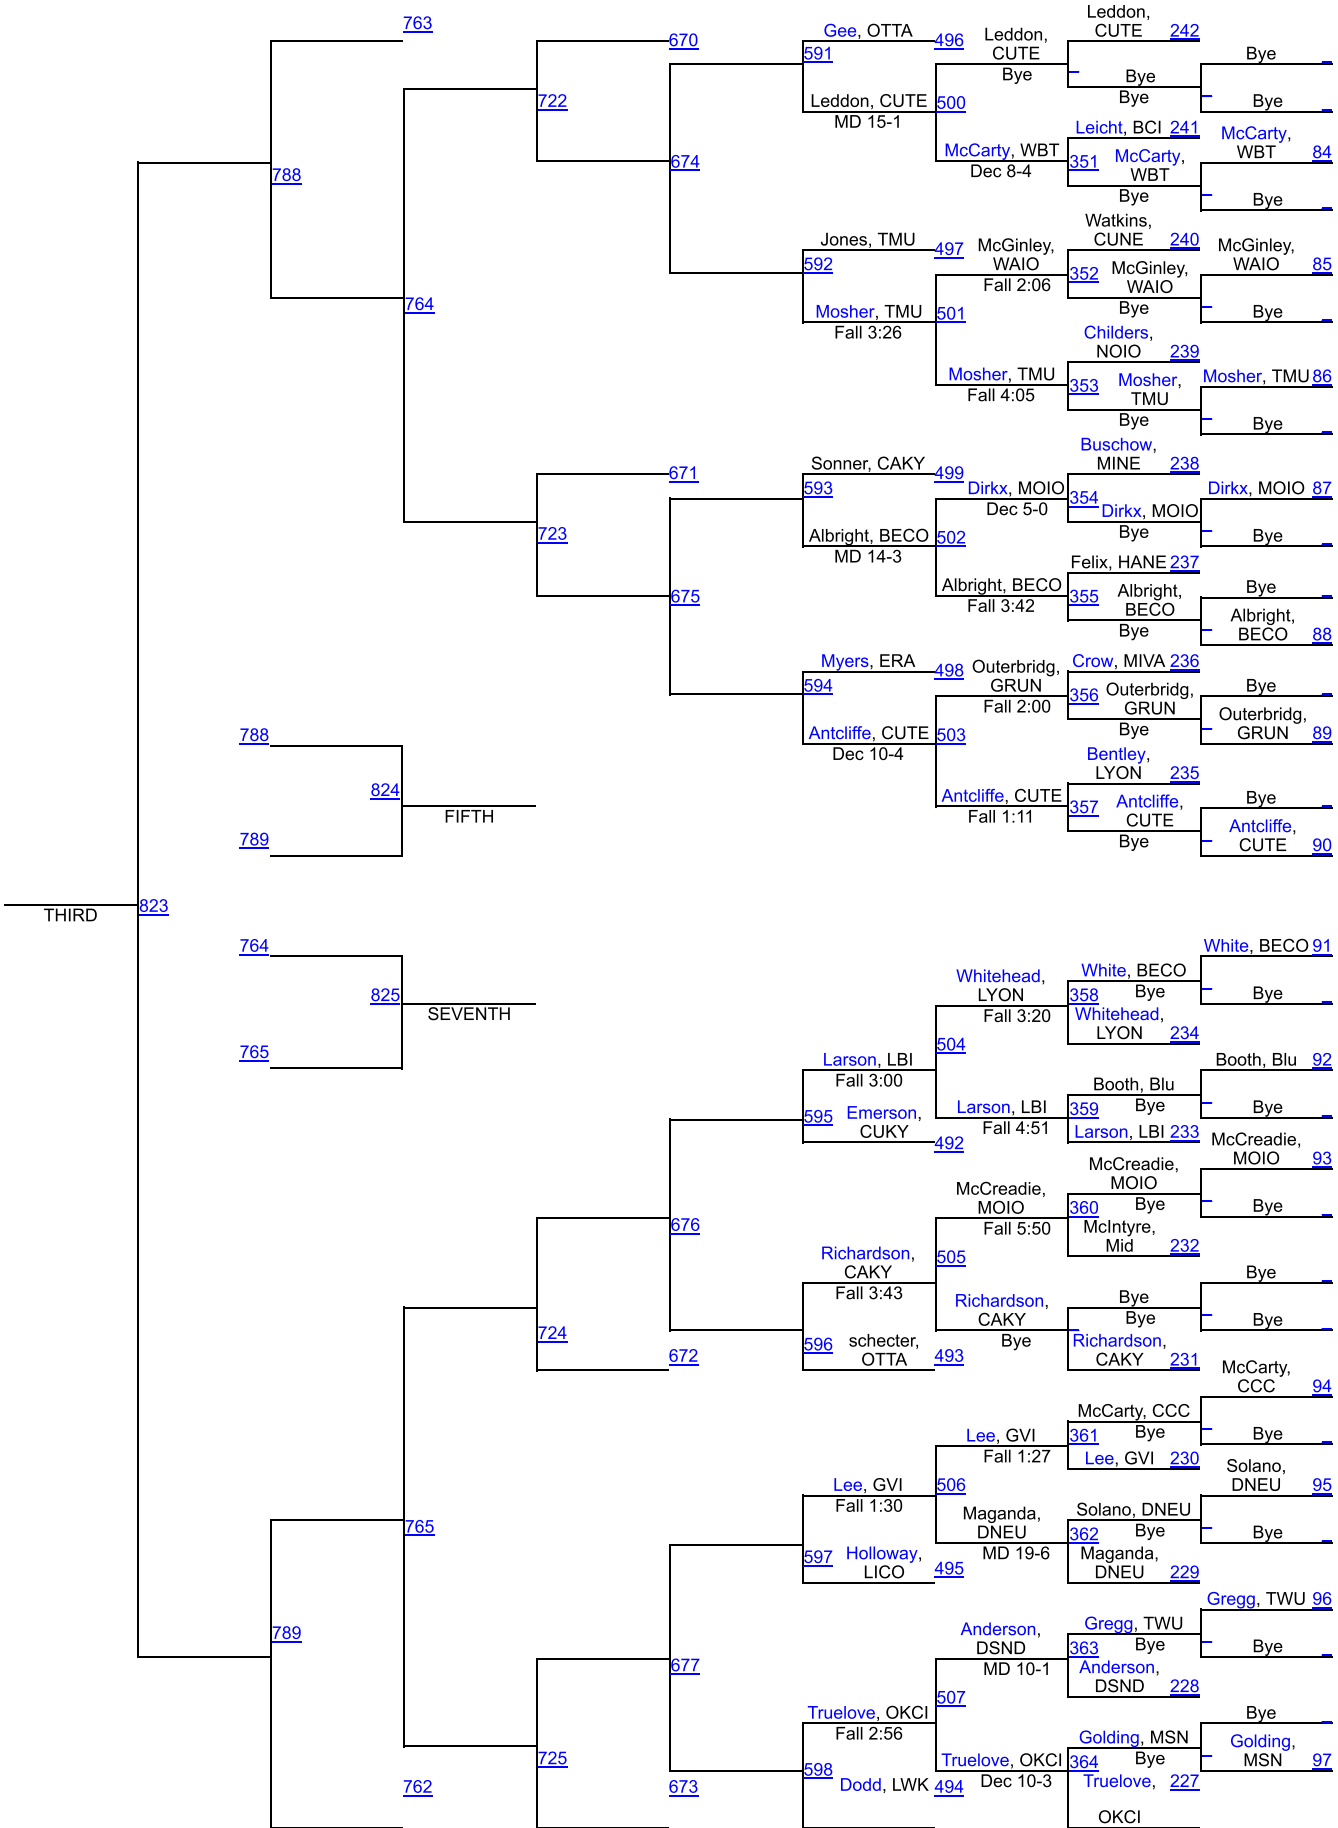 763
Leddon,
CUTE 242
Gee, OTTA 496
670
Leddon,
CUTE
Bye
591
Bye
Bye
722
Leddon, CUTE 500
MD 15-1
Bye
Bye
Leicht, BCI 241
McCarty,
WBT 84
788
674
McCarty, WBT
Dec 8-4
351 McCarty,
WBT
Bye
Bye
Watkins,
CUNE 240
Jones, TMU 497
McGinley,
WAIO
Fall 2:06
McGinley,
WAIO 85
592
352 McGinley,
WAIO
Bye
764
Mosher, TMU 501
Fall 3:26
Bye
Childers,
NOIO 239
Mosher, TMU
Fall 4:05
353 Mosher,
TMU
Bye
Mosher, TMU 86
Bye
Buschow,
MINE 238
671
Sonner, CAKY 499
593
Dirkx, MOIO
Dec 5-0
354 Dirkx, MOIO
Bye
Dirkx, MOIO 87
723
Albright, BECO 502
MD 14-3
Bye
Felix, HANE 237
675
Albright, BECO
Fall 3:42
355 Albright,
BECO
Bye
Bye
Albright,
BECO 88
Myers, ERA 498
Outerbridg,
GRUN
Fall 2:00
Crow, MIVA 236
594
356 Outerbridg,
GRUN
Bye
Bye
788
Antcliffe, CUTE 503
Dec 10-4
Outerbridg,
GRUN 89
Bentley,
LYON 235
824
FIFTH
Antcliffe, CUTE
Fall 1:11
357 Antcliffe,
CUTE
Bye
Bye
789
Antcliffe,
CUTE 90
THIRD
823
764
White, BECO 91
Whitehead,
LYON
Fall 3:20
White, BECO
358 Bye
Bye
825
SEVENTH
Whitehead,
LYON 234
765
504
Larson, LBI
Fall 3:00
Booth, Blu 92
Booth, Blu
595 Emerson,
CUKY 492
Larson, LBI
Fall 4:51
359 Bye
Bye
Larson, LBI 233
McCreadie,
MOIO 93
McCreadie,
MOIO
Fall 5:50
McCreadie,
MOIO
360 Bye
Bye
676
McIntyre,
Mid 232
Richardson,
CAKY
Fall 3:43
505
Bye
Richardson,
CAKY
Bye
Bye
Bye
Bye
724
596 schecter,
OTTA 493
672
Richardson,
CAKY 231
McCarty,
CCC 94
McCarty, CCC
Lee, GVI
Fall 1:27
361 Bye
Bye
Lee, GVI 230
Solano,
DNEU 95
Lee, GVI
Fall 1:30
506
Maganda,
DNEU
MD 19-6
Solano, DNEU
765
362 Bye
Bye
597 Holloway,
LICO 495
Maganda,
DNEU 229
Gregg, TWU 96
789
Anderson,
DSND
MD 10-1
Gregg, TWU
363 Bye
Bye
677
Anderson,
DSND 228
507
Truelove, OKCI
Fall 2:56
Bye
Golding, MSN
Golding,
MSN 97
725
598
Truelove, OKCI
Dec 10-3
364 Bye
762
673
Dodd, LWK 494
Truelove, 227
OKCI